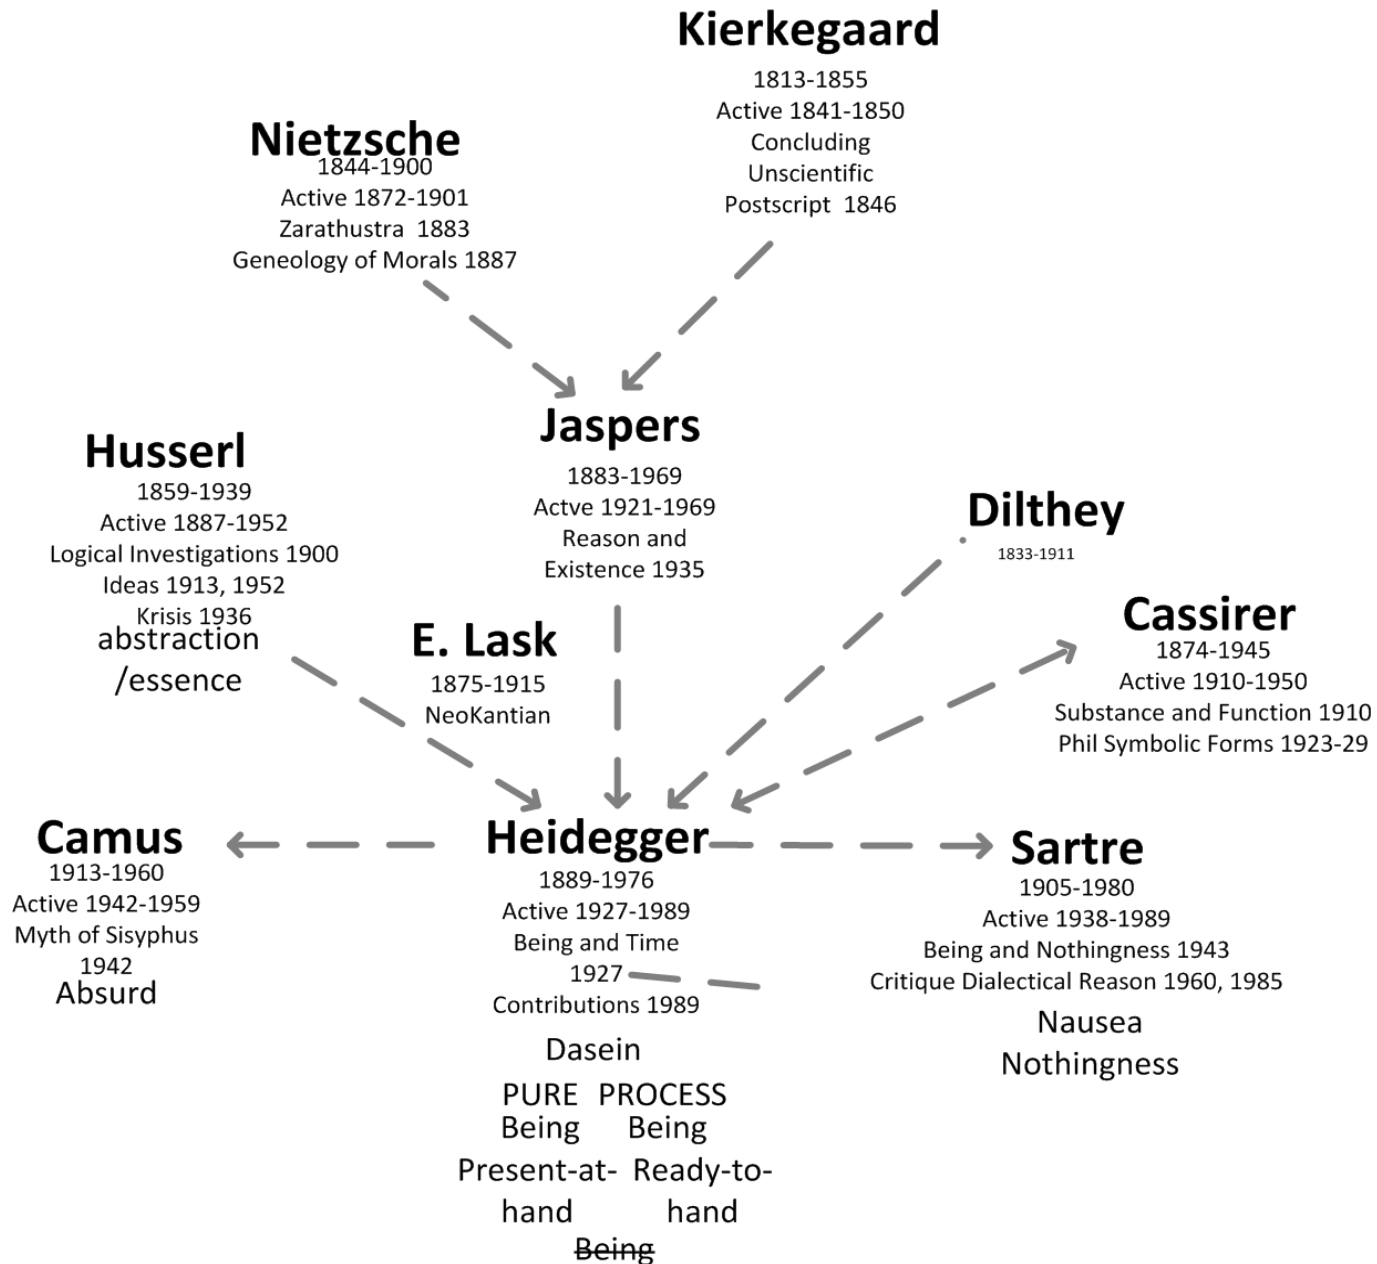 Kierkegaard
1813-1855
Active 1841-1850
Concluding
Unscientific
Postscript 1846
Nietzsche
1844-1900
Active 1872-1901
Zarathustra 1883
Geneology of Morals 1887
Jaspers
1883-1969
Actve 1921-1969
Reason and
Existence 1935
Husserl
1859-1939
Active 1887-1952
Logical Investigations 1900
Ideas 1913, 1952
Krisis 1936
abstraction
/essence
E. Lask
1875-1915
NeoKantian
Dilthey
1833-1911
Cassirer
1874-1945
Active 1910-1950
Substance and Function 1910
Phil Symbolic Forms 1923-29
Camus
1913-1960
Active 1942-1959
Myth of Sisyphus
1942
Absurd
Heidegger
1889-1976
Active 1927-1989
Being and Time
1927
Contributions 1989
Dasein
PURE PROCESS
Being Being
Present-at- Ready-to-
hand hand
Being
Sartre
1905-1980
Active 1938-1989
Being and Nothingness 1943
Critique Dialectical Reason 1960, 1985
Nausea
Nothingness